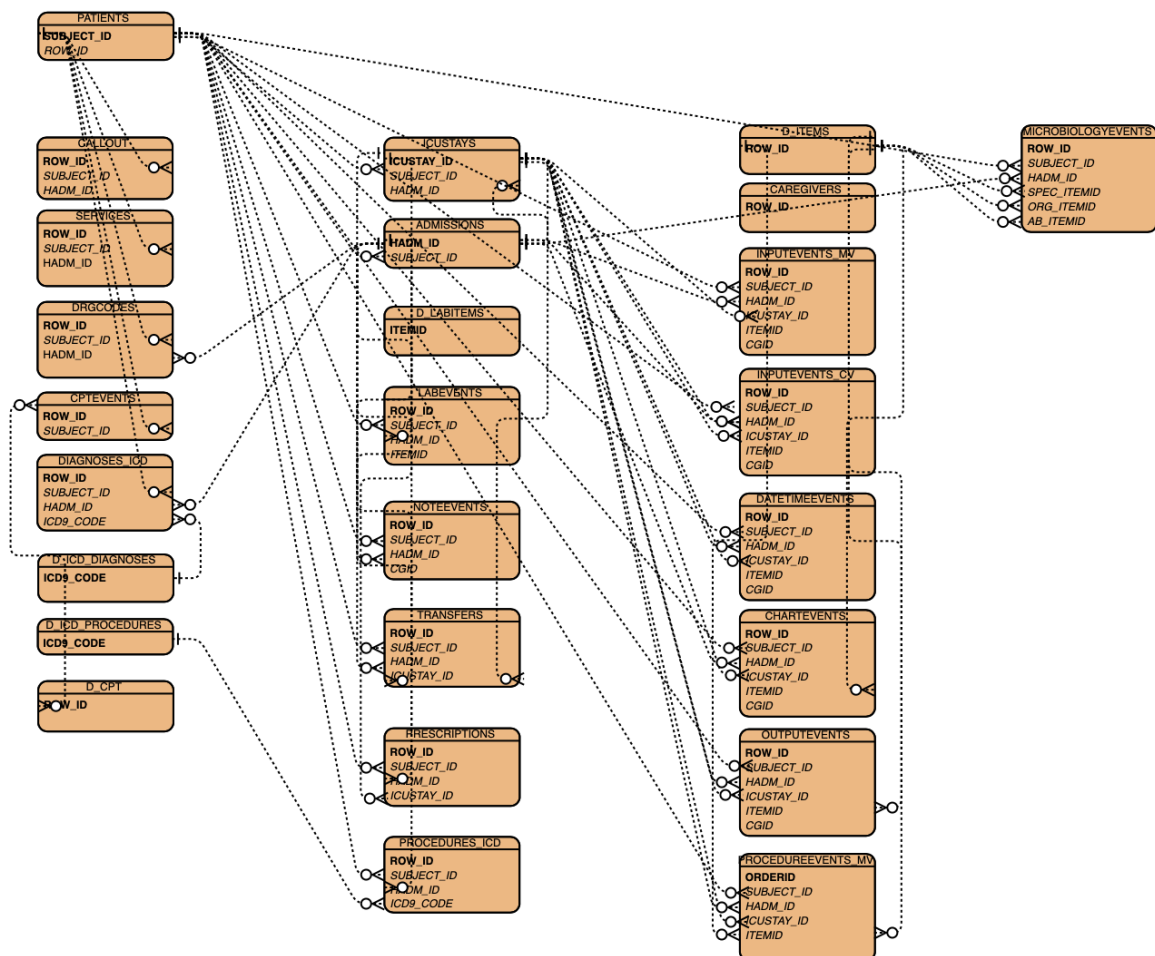 PATIENTS
SUBJECT_ID
ROW_ID
CALLOUT
ROW_ID
SUBJECT_ID
HADM_ID
SERVICES
ROW_ID
SUBJECT_ID
HADM_ID
DRGCODES
ROW_ID
SUBJECT_ID
HADM_ID
CPTEVENTS
ROW_ID
SUBJECT_ID
DIAGNOSES_ICD
ROW_ID
SUBJECT_ID
HADM_ID
ICD9_CODE
D_ICD_DIAGNOSES
ICD9_CODE
D_ICD_PROCEDURES
ICD9_CODE
D_CPT
ROW_ID
ICUSTAYS
ICUSTAY_ID
SUBJECT_ID
HADM_ID
ADMISSIONS
HADM_ID
SUBJECT_ID
D_LABITEMS
ITEMID
LABEVENTS
ROW_ID
SUBJECT_ID
HADM_ID
ITEMID
NOTEEVENTS
ROW_ID
SUBJECT_ID
HADM_ID
CGID
TRANSFERS
ROW_ID
SUBJECT_ID
HADM_ID
ICUSTAY_ID
PRESCRIPTIONS
ROW_ID
SUBJECT_ID
HADM_ID
ICUSTAY_ID
PROCEDURES_ICD
ROW_ID
SUBJECT_ID
HADM_ID
ICD9_CODE
D_ITEMS
ROW_ID
CAREGIVERS
ROW_ID
INPUTEVENTS_MV
ROW_ID
SUBJECT_ID
HADM_ID
ICUSTAY_ID
ITEMID
CGID
INPUTEVENTS_CV
ROW_ID
SUBJECT_ID
HADM_ID
ICUSTAY_ID
ITEMID
CGID
DATETIMEEVENTS
ROW_ID
SUBJECT_ID
HADM_ID
ICUSTAY_ID
ITEMID
CGID
CHARTEVENTS
ROW_ID
SUBJECT_ID
HADM_ID
ICUSTAY_ID
ITEMID
CGID
OUTPUTEVENTS
ROW_ID
SUBJECT_ID
HADM_ID
ICUSTAY_ID
ITEMID
CGID
PROCEDUREEVENTS_MV
ORDERID
SUBJECT_ID
HADM_ID
ICUSTAY_ID
ITEMID
MICROBIOLOGYEVENTS
ROW_ID
SUBJECT_ID
HADM_ID
SPEC_ITEMID
ORG_ITEMID
AB_ITEMID